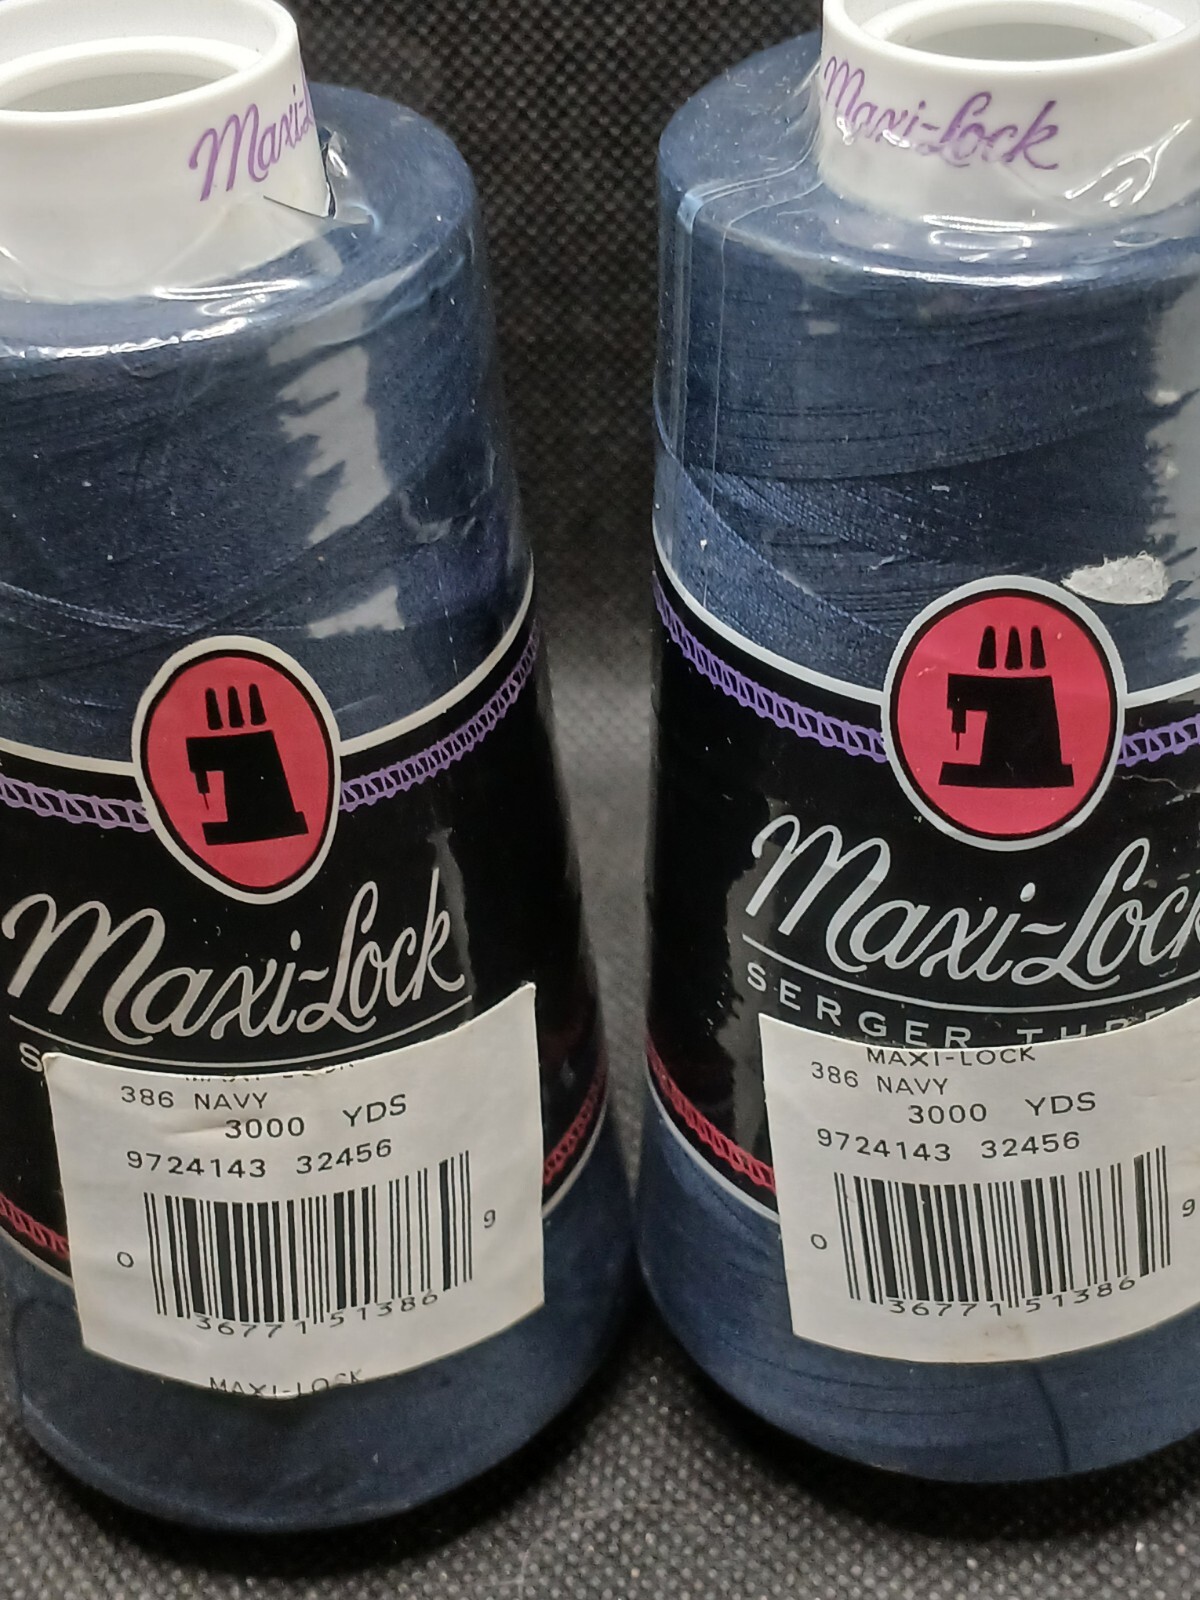 Maxi-L
Maxi-Lock
S
MAXI-LOCK
386 NAVY
3000 YDS
9724143 32456
0 36771 51386 9
MAXI-LOCK
Maxi-Lock
Maxi-Lock
SERGER THRE
MAXI-LOCK
386 NAVY
3000 YDS
9724143 32456
0 36771 51386 9